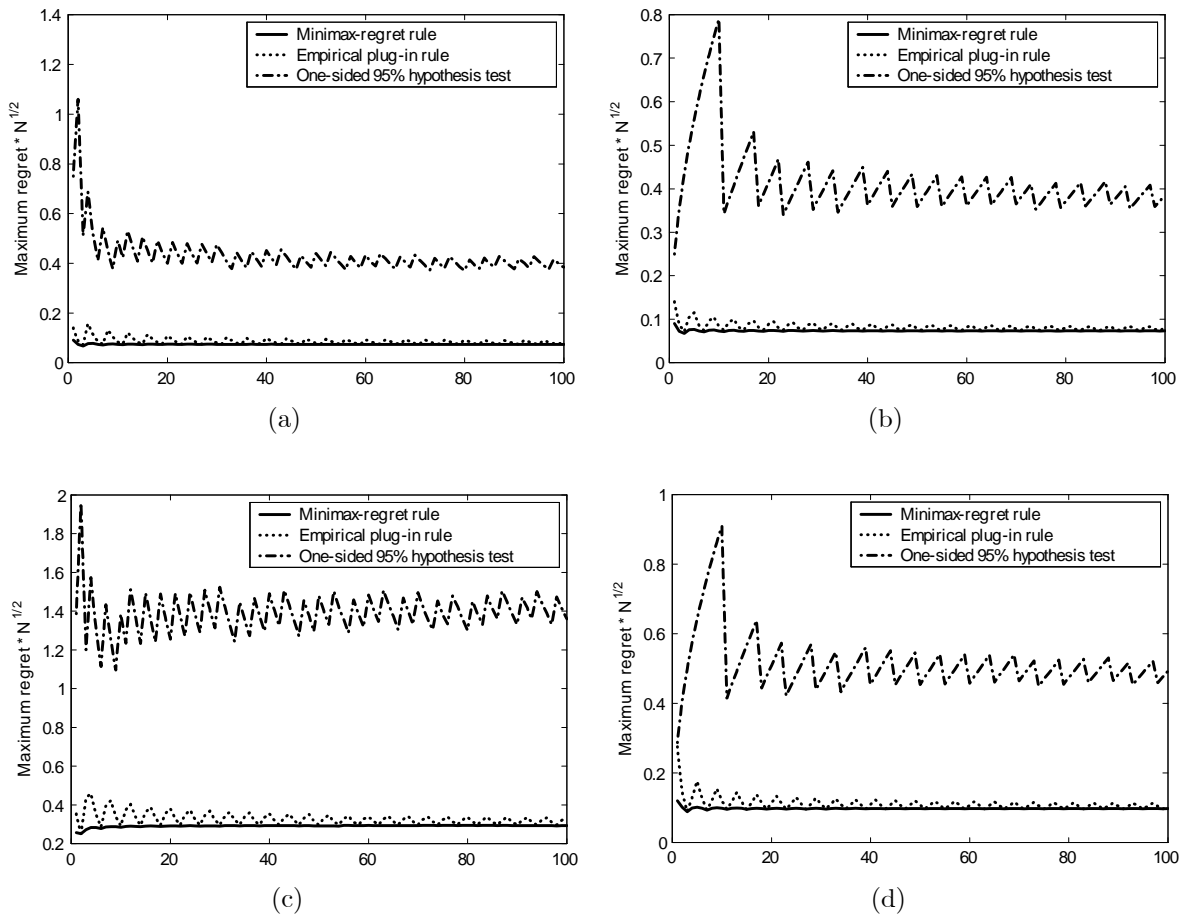 1.4
1.2
1
0.8
0.6
0.4
0.2
0
0 20 40 60 80 100
Maximum regret * N^1/2
Minimax-regret rule
Empirical plug-in rule
One-sided 95% hypothesis test
(a)
0.8
0.7
0.6
0.5
0.4
0.3
0.2
0.1
0
0 20 40 60 80 100
Maximum regret * N^1/2
Minimax-regret rule
Empirical plug-in rule
One-sided 95% hypothesis test
(b)
2
1.8
1.6
1.4
1.2
1
0.8
0.6
0.4
0.2
0 20 40 60 80 100
Maximum regret * N^1/2
Minimax-regret rule
Empirical plug-in rule
One-sided 95% hypothesis test
(c)
1
0.8
0.6
0.4
0.2
0
0 20 40 60 80 100
Maximum regret * N^1/2
Minimax-regret rule
Empirical plug-in rule
One-sided 95% hypothesis test
(d)